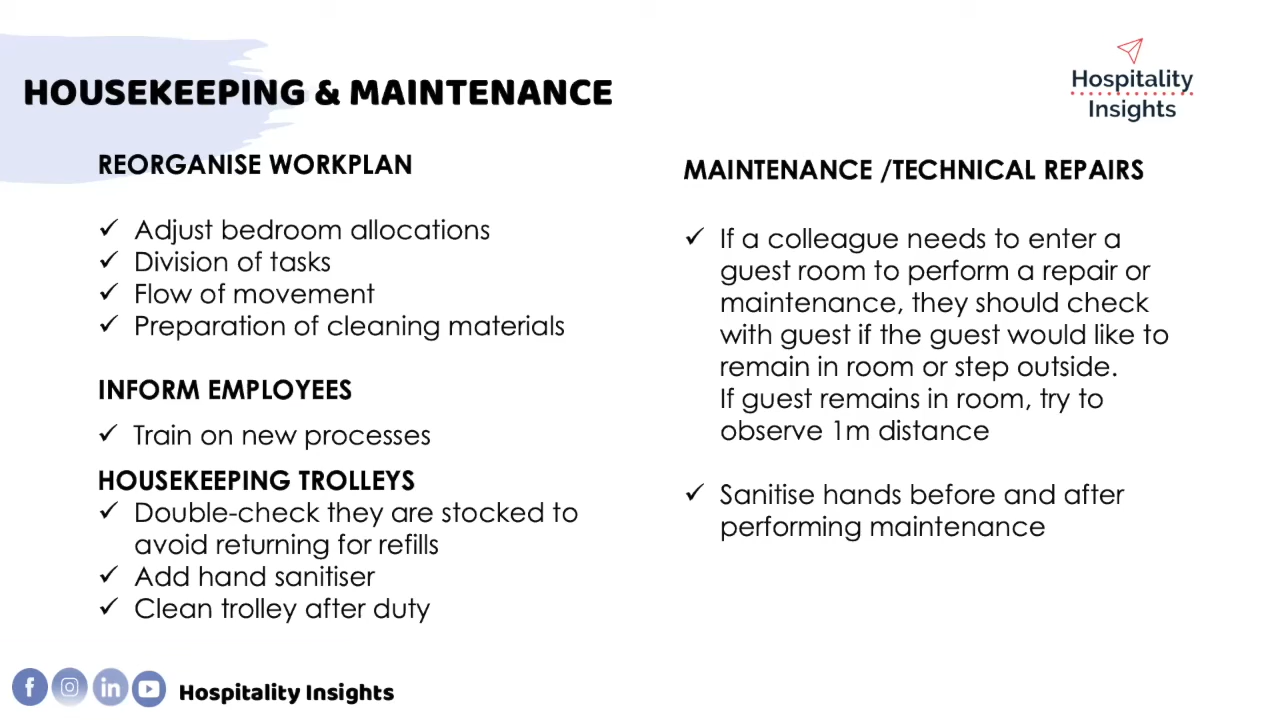 HOUSEKEEPING & MAINTENANCE
Hospitality
Insights
REORGANISE WORKPLAN
✓ Adjust bedroom allocations
✓ Division of tasks
✓ Flow of movement
✓ Preparation of cleaning materials
INFORM EMPLOYEES
✓ Train on new processes
HOUSEKEEPING TROLLEYS
✓ Double-check they are stocked to
avoid returning for refills
✓ Add hand sanitiser
✓ Clean trolley after duty
MAINTENANCE /TECHNICAL REPAIRS
✓ If a colleague needs to enter a
guest room to perform a repair or
maintenance, they should check
with guest if the guest would like to
remain in room or step outside.
If guest remains in room, try to
observe 1m distance
✓ Sanitise hands before and after
performing maintenance
f in Hospitality Insights